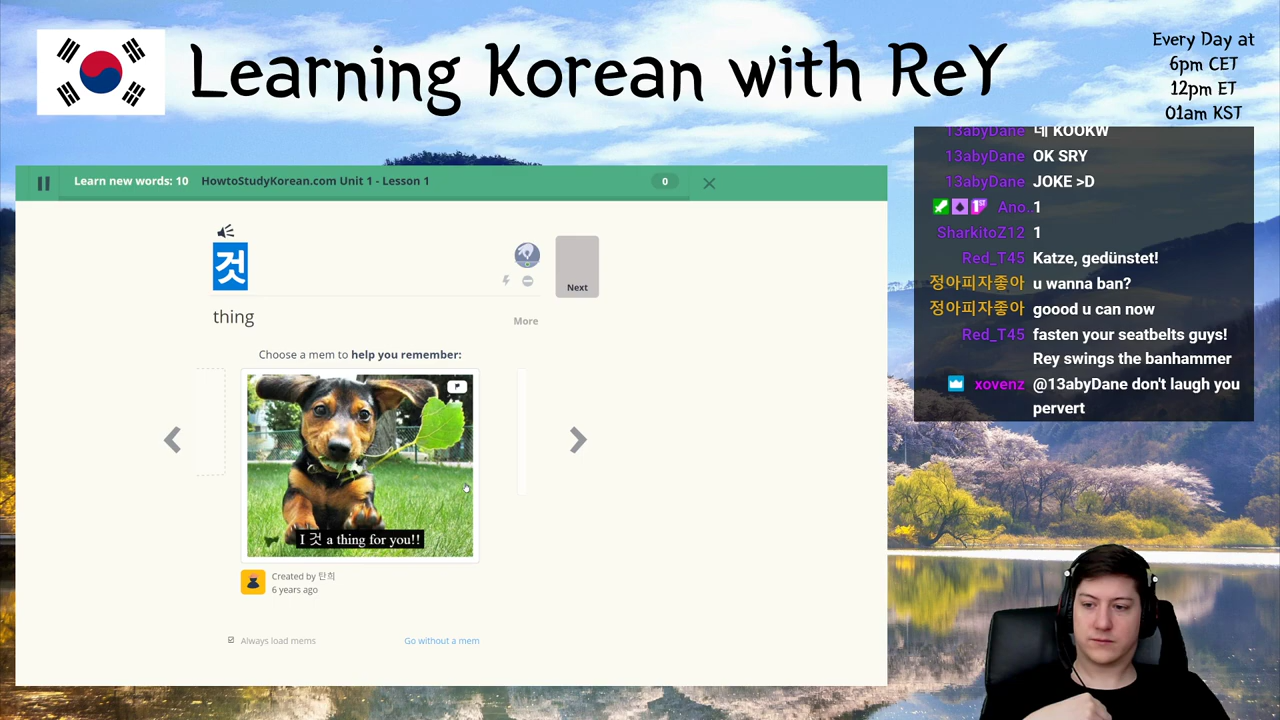 Learning Korean with ReY
Every Day at
6pm CET
12pm ET
01am KST
Learn new words: 10 HowtoStudyKorean.com Unit 1 - Lesson 1
0
것
Next
thing
More
Choose a mem to help you remember:
I 것 a thing for you!!
Created by 탄희
6 years ago
Always load mems
Go without a mem
13abyDane 네 KOOKW
13abyDane OK SRY
13abyDane JOKE >D
1ST Ano.. 1
SharkitoZ12 1
Red_T45 Katze, gedünstet!
정아피자좋아 u wanna ban?
정아피자좋아 goood u can now
Red_T45 fasten your seatbelts guys!
Rey swings the banhammer
xovenz @13abyDane don't laugh you
pervert